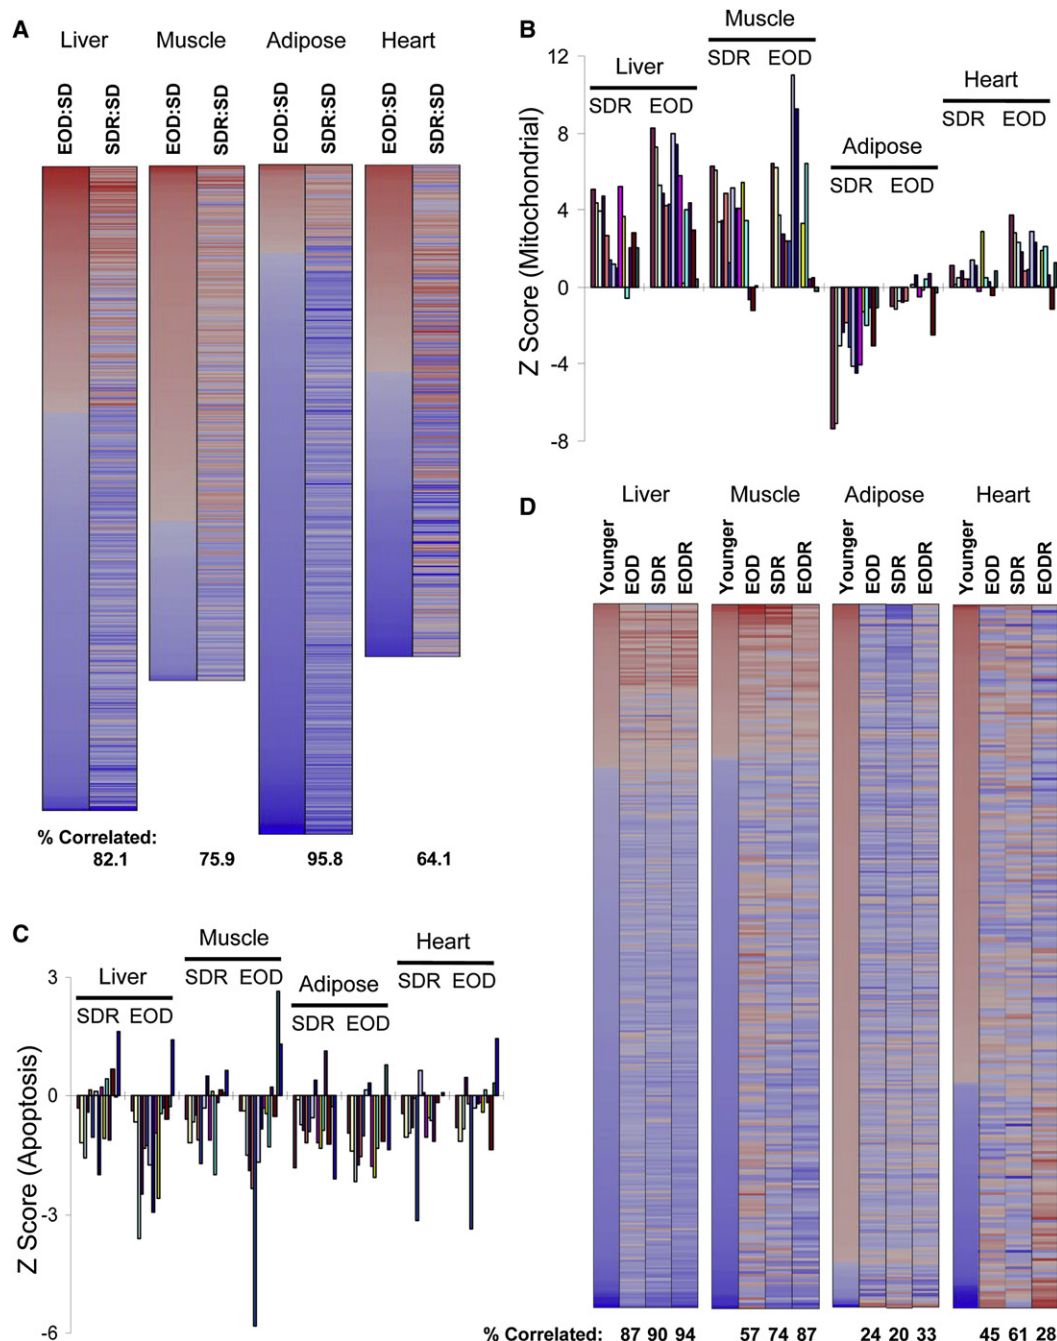 A
Liver Muscle Adipose Heart
EOD:SD SDR:SD EOD:SD SDR:SD EOD:SD SDR:SD EOD:SD SDR:SD
% Correlated:
82.1 75.9 95.8 64.1
B
Z Score (Mitochondrial)
12
8
4
0
-4
-8
Liver
SDR EOD
Muscle
SDR EOD
Adipose
SDR EOD
Heart
SDR EOD
C
Z Score (Apoptosis)
3
0
-3
-6
Liver
SDR EOD
Muscle
SDR EOD
Adipose
SDR EOD
Heart
SDR EOD
D
Liver Muscle Adipose Heart
Younger EOD SDR EODR Younger EOD SDR EODR Younger EOD SDR EODR Younger EOD SDR EODR
% Correlated: 87 90 94 57 74 87 24 20 33 45 61 28